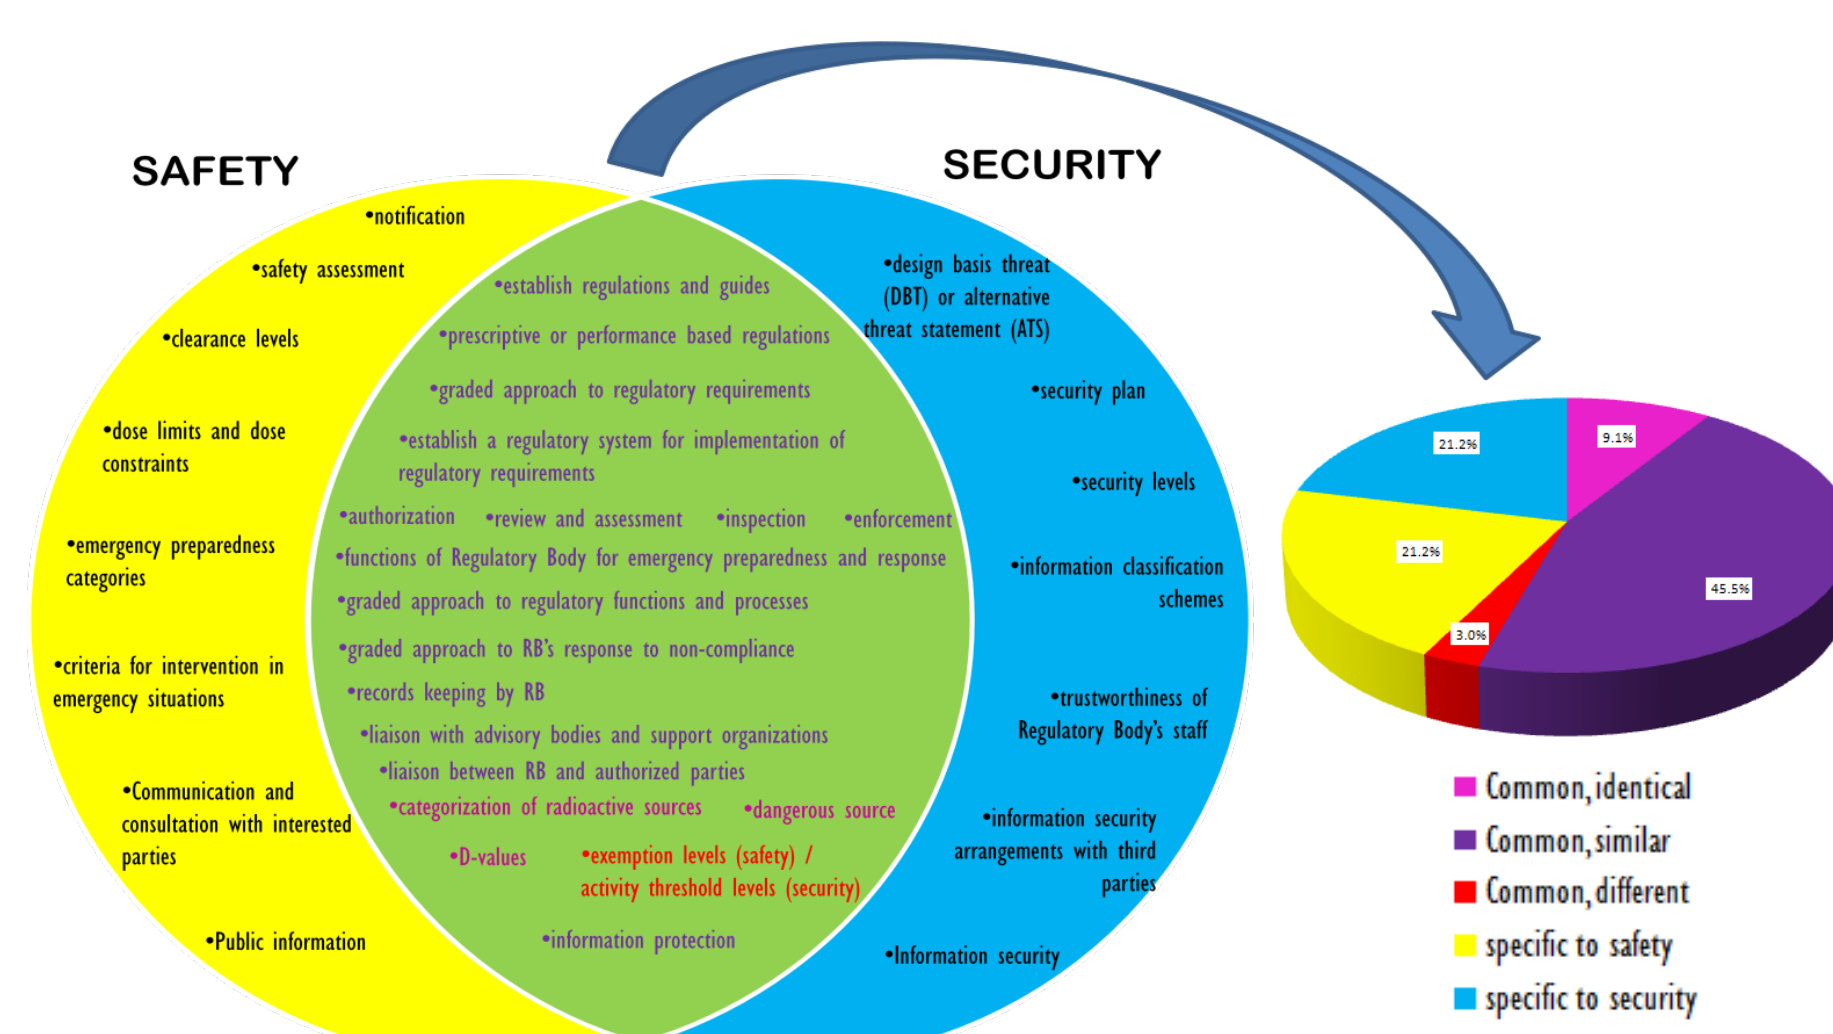 SAFETY
SECURITY
•notification
•safety assessment
•clearance levels
•dose limits and dose
constraints
•emergency preparedness
categories
•criteria for intervention in
emergency situations
•Communication and
consultation with interested
parties
•Public information
•establish regulations and guides
•prescriptive or performance based regulations
•graded approach to regulatory requirements
•establish a regulatory system for implementation of
regulatory requirements
•authorization •review and assessment •inspection •enforcement
•functions of Regulatory Body for emergency preparedness and response
•graded approach to regulatory functions and processes
•graded approach to RB's response to non-compliance
•records keeping by RB
•liaison with advisory bodies and support organizations
•liaison between RB and authorized parties
•categorization of radioactive sources •dangerous source
•D-values
•exemption levels (safety) /
activity threshold levels (security)
•information protection
•design basis threat
(DBT) or alternative
threat statement (ATS)
•security plan
•security levels
•information classification
schemes
•trustworthiness of
Regulatory Body's staff
•information security
arrangements with third
parties
•Information security
9.1%
21.2%
21.2%
45.5%
3.0%
Common, identical
Common, similar
Common, different
specific to safety
specific to security